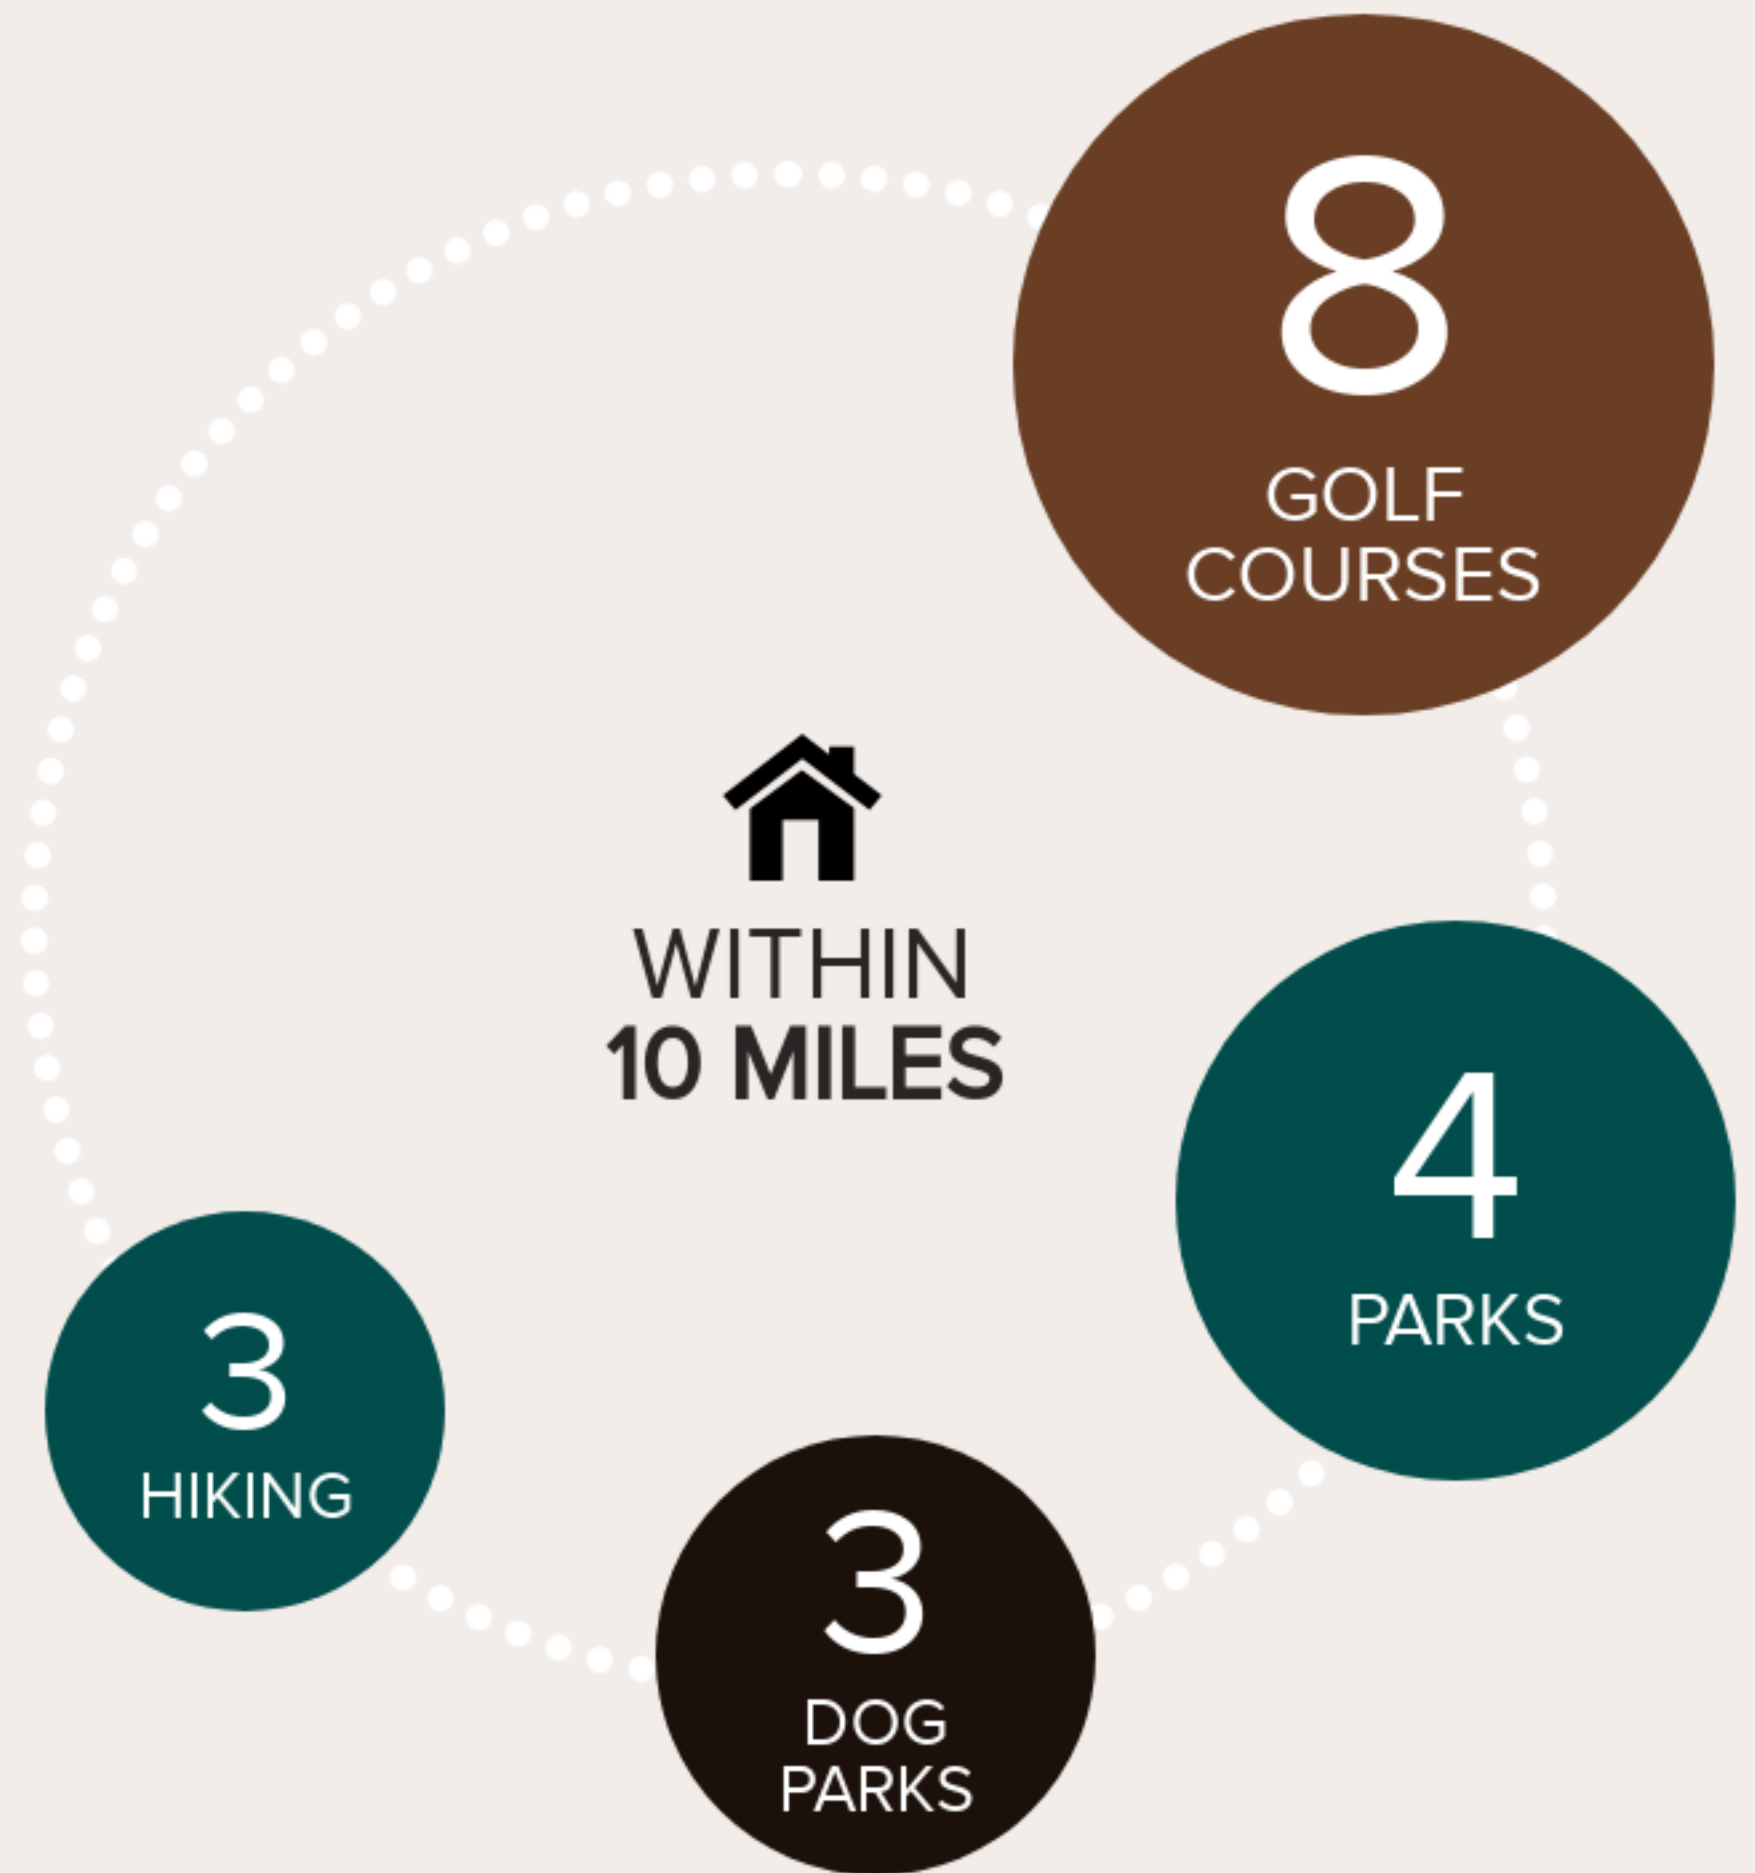 8
GOLF
COURSES
WITHIN
10 MILES
4
PARKS
3
HIKING
3
DOG
PARKS